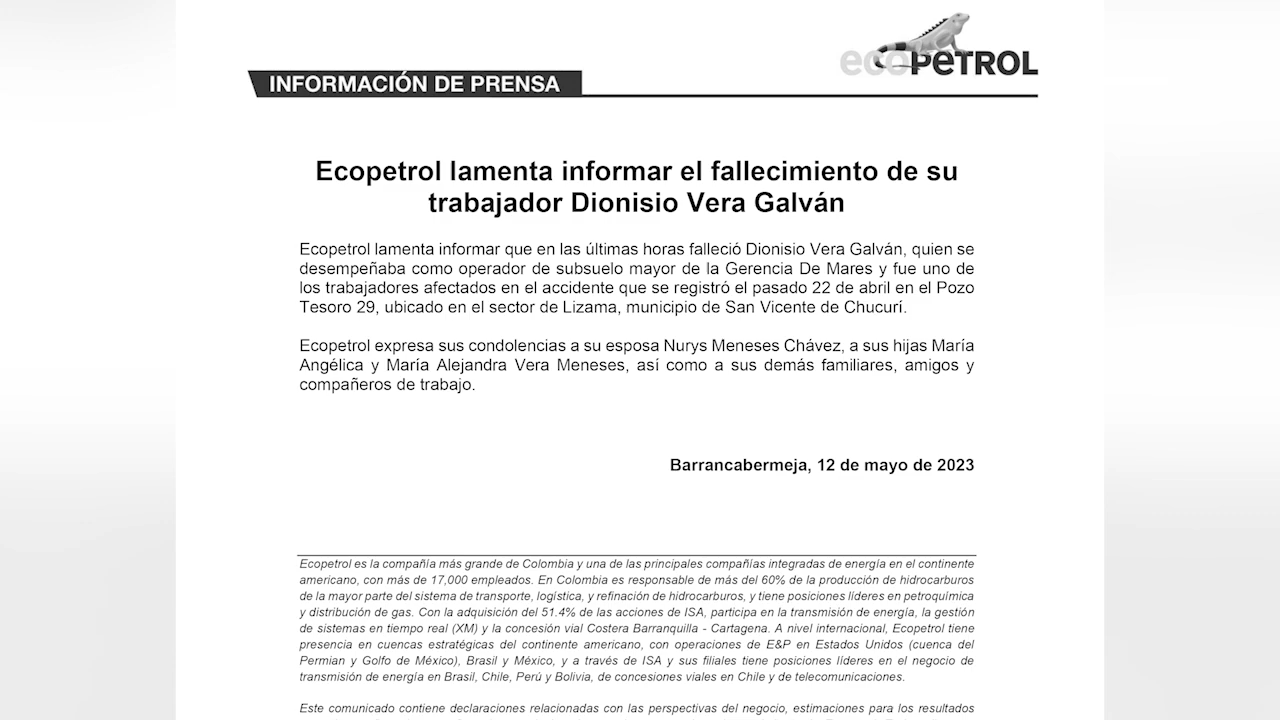 ecoPETROL
INFORMACIÓN DE PRENSA
Ecopetrol lamenta informar el fallecimiento de su
trabajador Dionisio Vera Galván
Ecopetrol lamenta informar que en las últimas horas falleció Dionisio Vera Galván, quien se
desempeñaba como operador de subsuelo mayor de la Gerencia De Mares y fue uno de
los trabajadores afectados en el accidente que se registró el pasado 22 de abril en el Pozo
Tesoro 29, ubicado en el sector de Lizama, municipio de San Vicente de Chucurí.
Ecopetrol expresa sus condolencias a su esposa Nurys Meneses Chávez, a sus hijas María
Angélica y María Alejandra Vera Meneses, así como a sus demás familiares, amigos y
compañeros de trabajo.
Barrancabermeja, 12 de mayo de 2023
Ecopetrol es la compañía más grande de Colombia y una de las principales compañías integradas de energía en el continente
americano, con más de 17,000 empleados. En Colombia es responsable de más del 60% de la producción de hidrocarburos
de la mayor parte del sistema de transporte, logística, y refinación de hidrocarburos, y tiene posiciones líderes en petroquímica
y distribución de gas. Con la adquisición del 51.4% de las acciones de ISA, participa en la transmisión de energía, la gestión
de sistemas en tiempo real (XM) y la concesión vial Costera Barranquilla - Cartagena. A nivel internacional, Ecopetrol tiene
presencia en cuencas estratégicas del continente americano, con operaciones de E&P en Estados Unidos (cuenca del
Permian y Golfo de México), Brasil y México, y a través de ISA y sus filiales tiene posiciones líderes en el negocio de
transmisión de energía en Brasil, Chile, Perú y Bolivia, de concesiones viales en Chile y de telecomunicaciones.
Este comunicado contiene declaraciones relacionadas con las perspectivas del negocio, estimaciones para los resultados